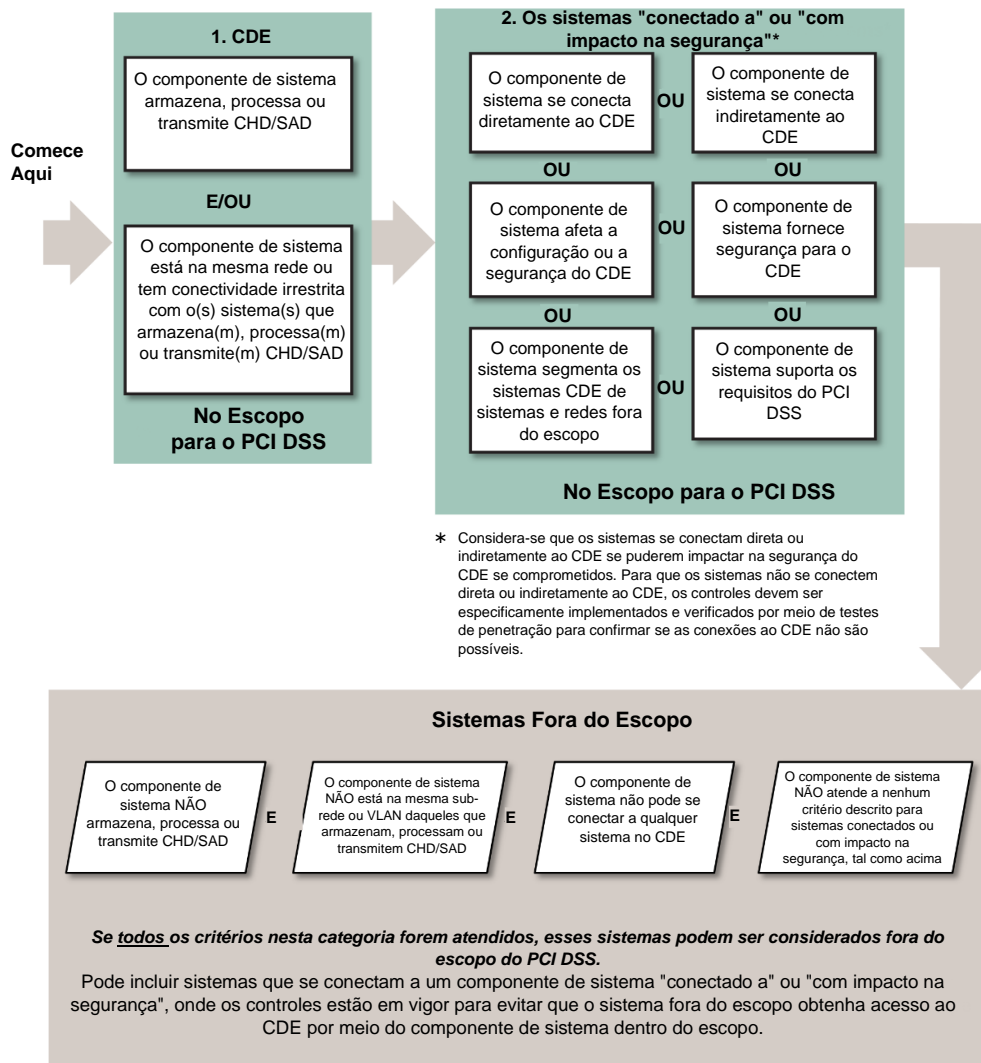 Comece
Aqui
1. CDE
O componente de sistema
armazena, processa ou
transmite CHD/SAD
E/OU
O componente de sistema
está na mesma rede ou
tem conectividade irrestrita
com o(s) sistema(s) que
armazena(m), processa(m)
ou transmite(m) CHD/SAD
No Escopo
para o PCI DSS
2. Os sistemas "conectado a" ou "com
impacto na segurança"*
O componente de
sistema se conecta
diretamente ao CDE
OU
O componente de
sistema se conecta
indiretamente ao
CDE
OU
OU
O componente de
sistema afeta a
configuração ou a
segurança do CDE
OU
O componente de
sistema fornece
segurança para o
CDE
OU
OU
O componente de
sistema segmenta os
sistemas CDE de
sistemas e redes fora
do escopo
OU
O componente de
sistema suporta os
requisitos do PCI
DSS
No Escopo para o PCI DSS
* Considera-se que os sistemas se conectam direta ou
indiretamente ao CDE se puderem impactar na segurança do
CDE se comprometidos. Para que os sistemas não se conectem
direta ou indiretamente ao CDE, os controles devem ser
especificamente implementados e verificados por meio de testes
de penetração para confirmar se as conexões ao CDE não são
possíveis.
Sistemas Fora do Escopo
O componente de
sistema NÃO
armazena, processa ou
transmite CHD/SAD
E
O componente de sistema
NÃO está na mesma sub-
rede ou VLAN daqueles que
armazenam, processam ou
transmitem CHD/SAD
E
O componente de
sistema não pode se
conectar a qualquer
sistema no CDE
E
O componente de sistema
NÃO atende a nenhum
critério descrito para
sistemas conectados ou
com impacto na
segurança, tal como acima
Se todos os critérios nesta categoria forem atendidos, esses sistemas podem ser considerados fora do
escopo do PCI DSS.
Pode incluir sistemas que se conectam a um componente de sistema "conectado a" ou "com impacto na
segurança", onde os controles estão em vigor para evitar que o sistema fora do escopo obtenha acesso ao
CDE por meio do componente de sistema dentro do escopo.